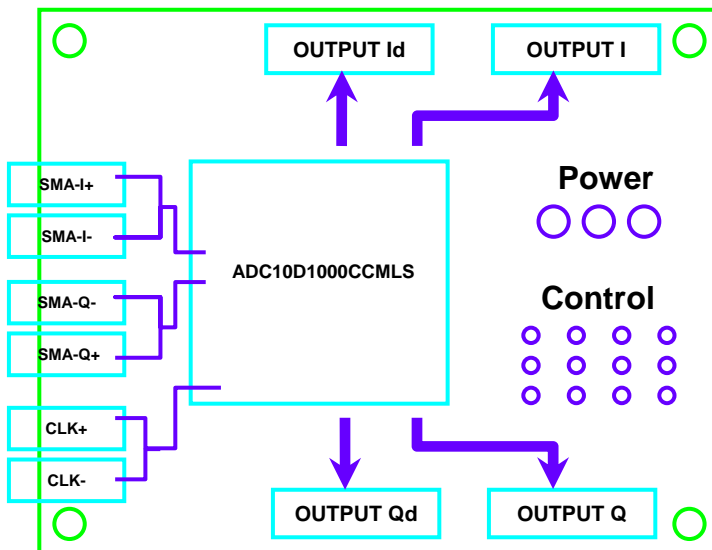 OUTPUT Id
OUTPUT I
SMA-I+
SMA-I-
SMA-Q-
SMA-Q+
CLK+
CLK-
ADC10D1000CCMLS
Power
Control
OUTPUT Qd
OUTPUT Q